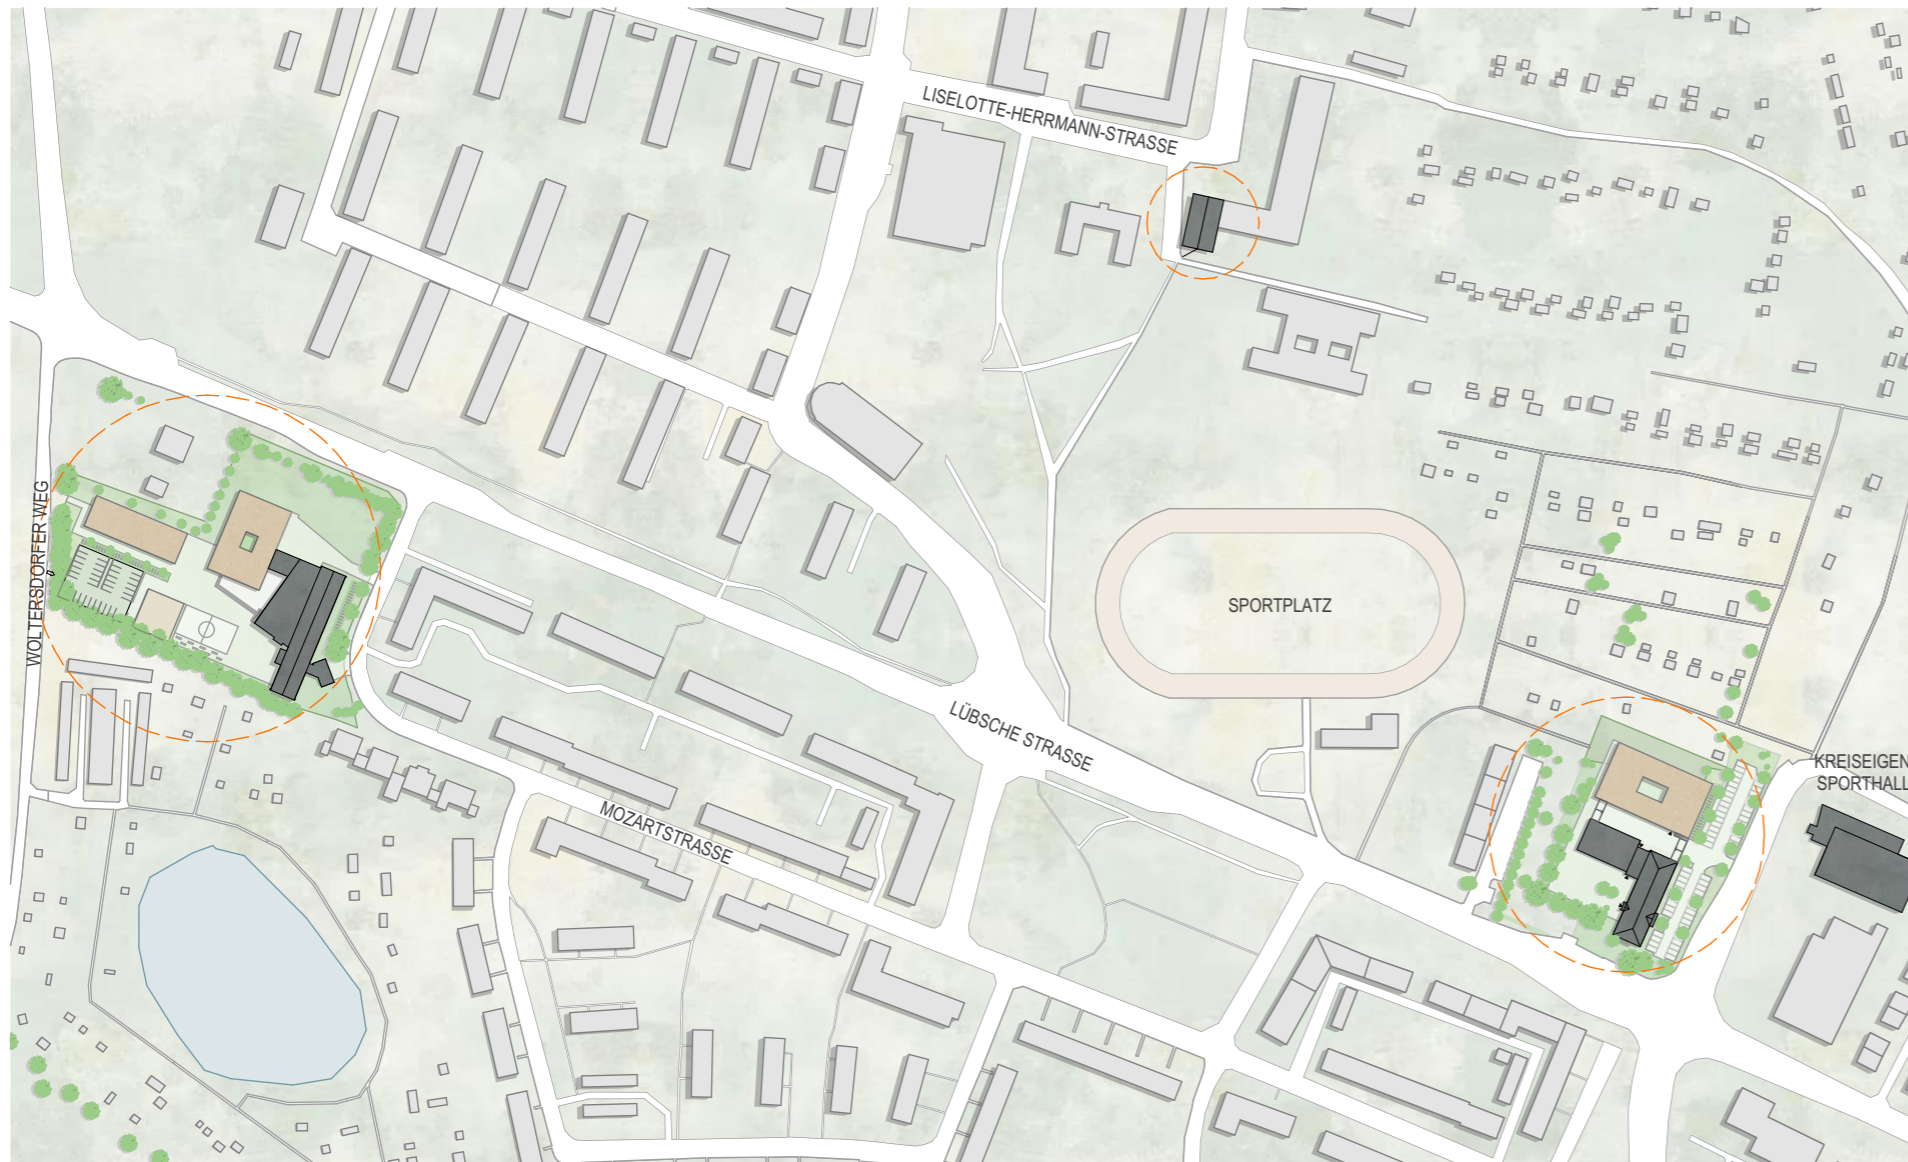 LISELOTTE-HERRMANN-STRASSE
WOLTERSDORFER WEG
SPORTPLATZ
LÜBSCHE STRASSE
KREISEIGEN
SPORTHALL
MOZARTSTRASSE